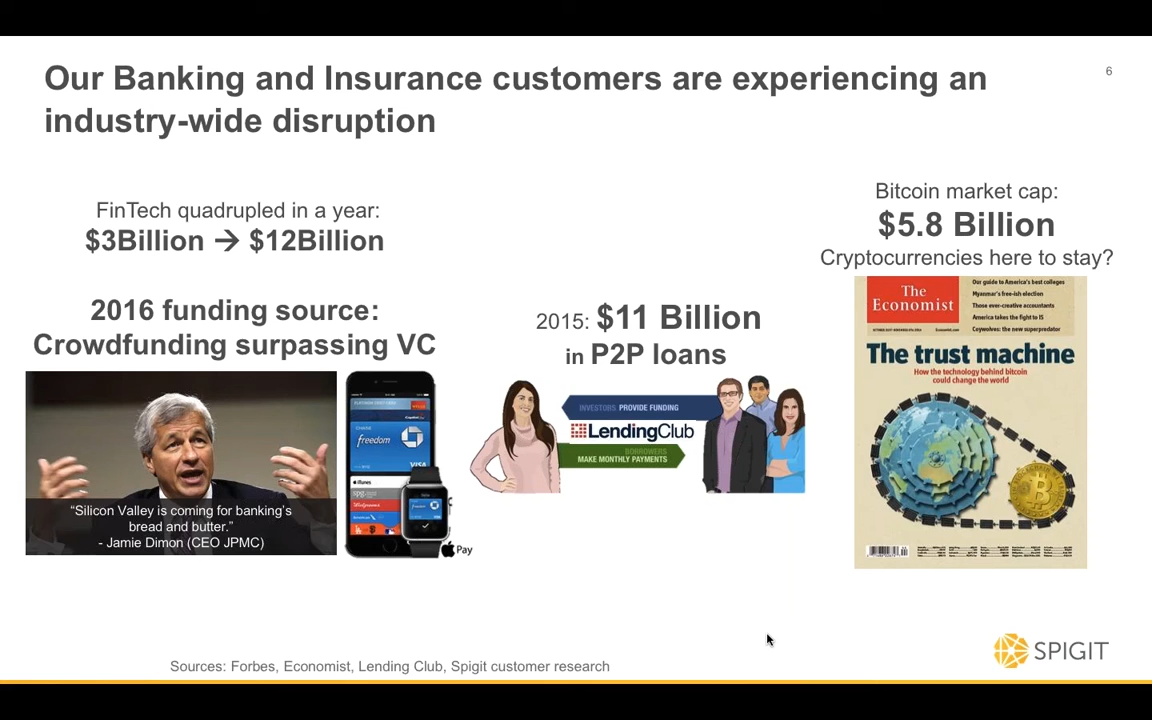 Our Banking and Insurance customers are experiencing an
industry-wide disruption
6
FinTech quadrupled in a year:
$3Billion → $12Billion
2016 funding source:
Crowdfunding surpassing VC
“Silicon Valley is coming for banking’s
bread and butter.”
- Jamie Dimon (CEO JPMC)
freedom
VISA
iTunes
spg
Walgreens
Pay
2015: $11 Billion
in P2P loans
INVESTORS PROVIDE FUNDING
LendingClub
BORROWERS
MAKE MONTHLY PAYMENTS
Bitcoin market cap:
$5.8 Billion
Cryptocurrencies here to stay?
The
Economist
Our guide to America's best colleges
Myanmar's free-ish election
Those ever-creative accountants
America takes the fight to IS
Coywolves: the new superpredator
The trust machine
How the technology behind bitcoin
could change the world
Sources: Forbes, Economist, Lending Club, Spigit customer research
SPIGIT